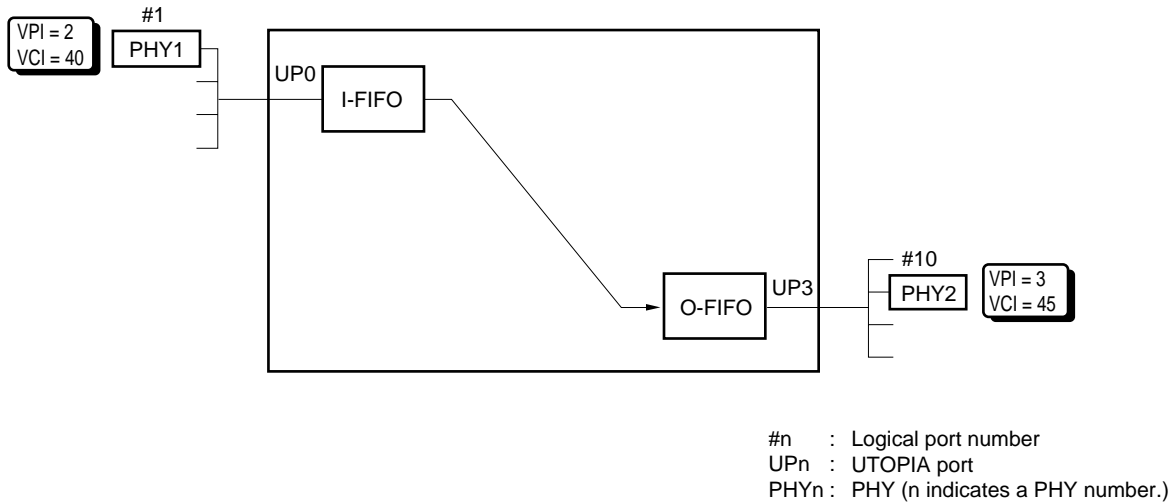 #1
VPI = 2
VCI = 40
PHY1
UP0
I-FIFO
O-FIFO
UP3
#10
PHY2
VPI = 3
VCI = 45
#n : Logical port number
UPn : UTOPIA port
PHYn : PHY (n indicates a PHY number.)